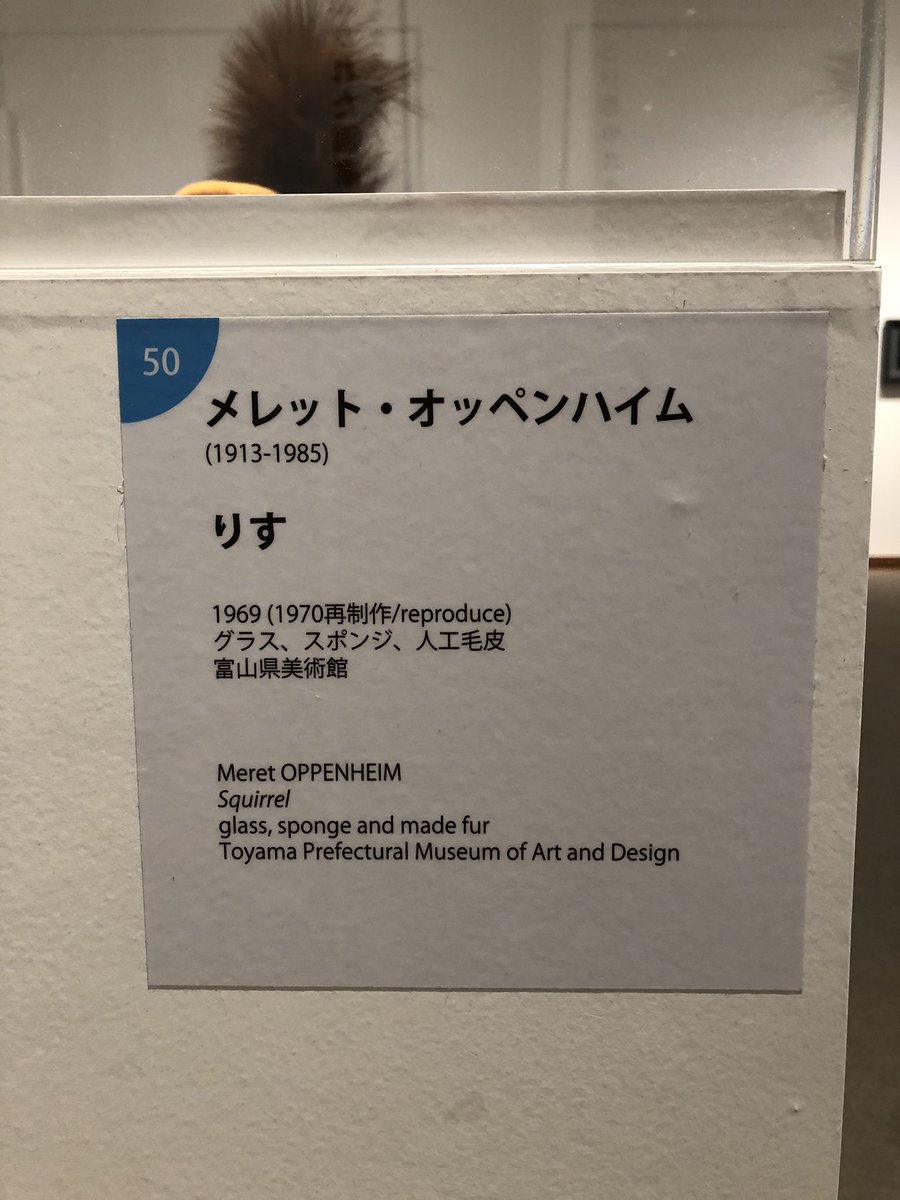 50
メレット・オッペンハイム
(1913-1985)
りす
1969 (1970再制作/reproduce)
グラス、スポンジ、人工毛皮
富山県美術館
Meret OPPENHEIM
Squirrel
glass, sponge and made fur
Toyama Prefectural Museum of Art and Design